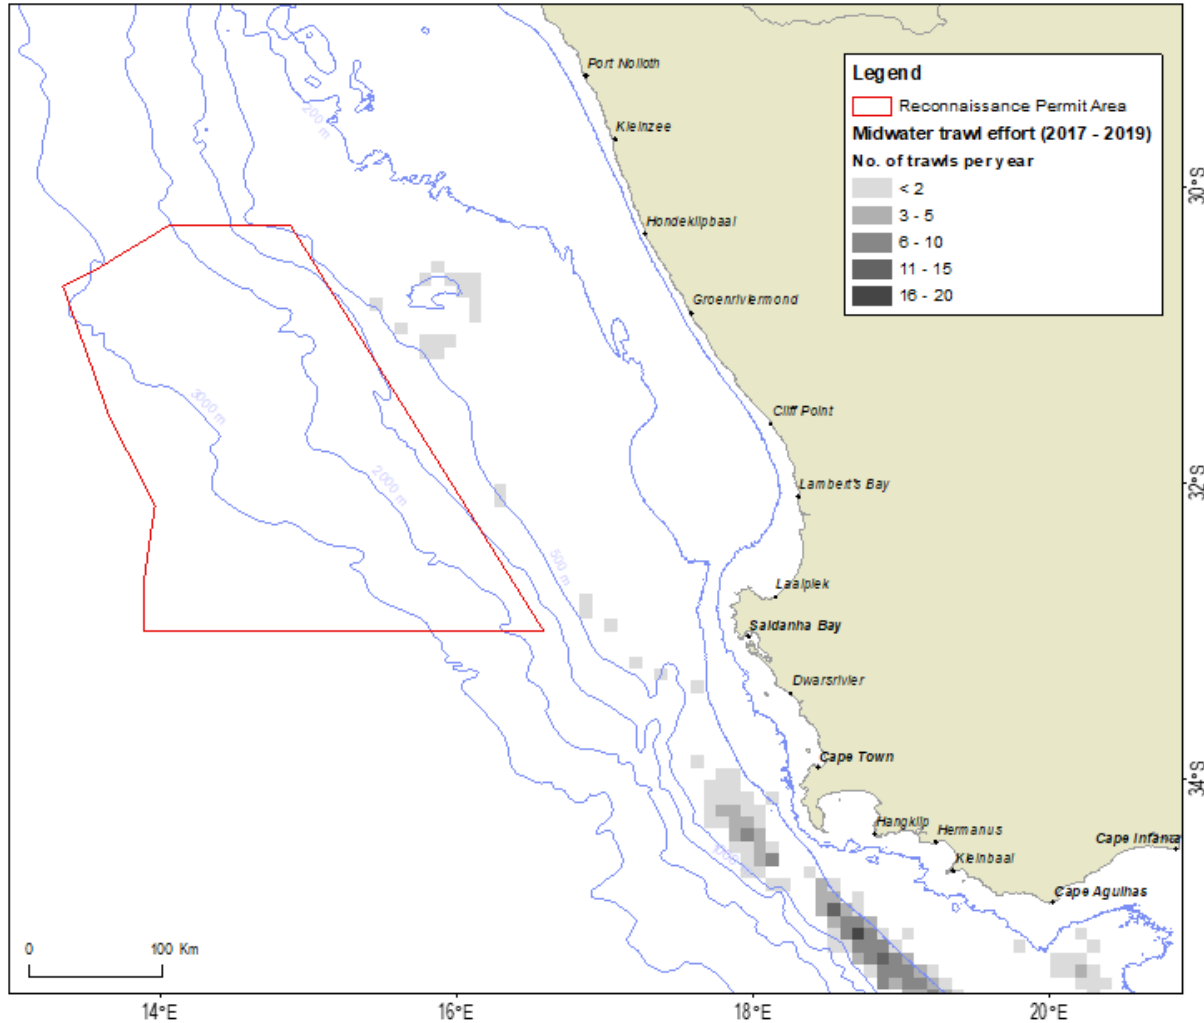 Port Nolloth
Kleinzee
Hondeklipbaai
Groenriviermond
Cliff Point
Lambert's Bay
Laaiplek
Saldanha Bay
Dwarsrivier
Cape Town
Hangklip
Hermanus
Kleinbaai
Cape Infanta
Cape Agulhas
200 m
3000 m
2000 m
500 m
1000
Legend
Reconnaissance Permit Area
Midwater trawl effort (2017 - 2019)
No. of trawls per year
< 2
3 - 5
6 - 10
11 - 15
16 - 20
30°S
32°S
34°S
0 100 Km
14°E 16°E 18°E 20°E